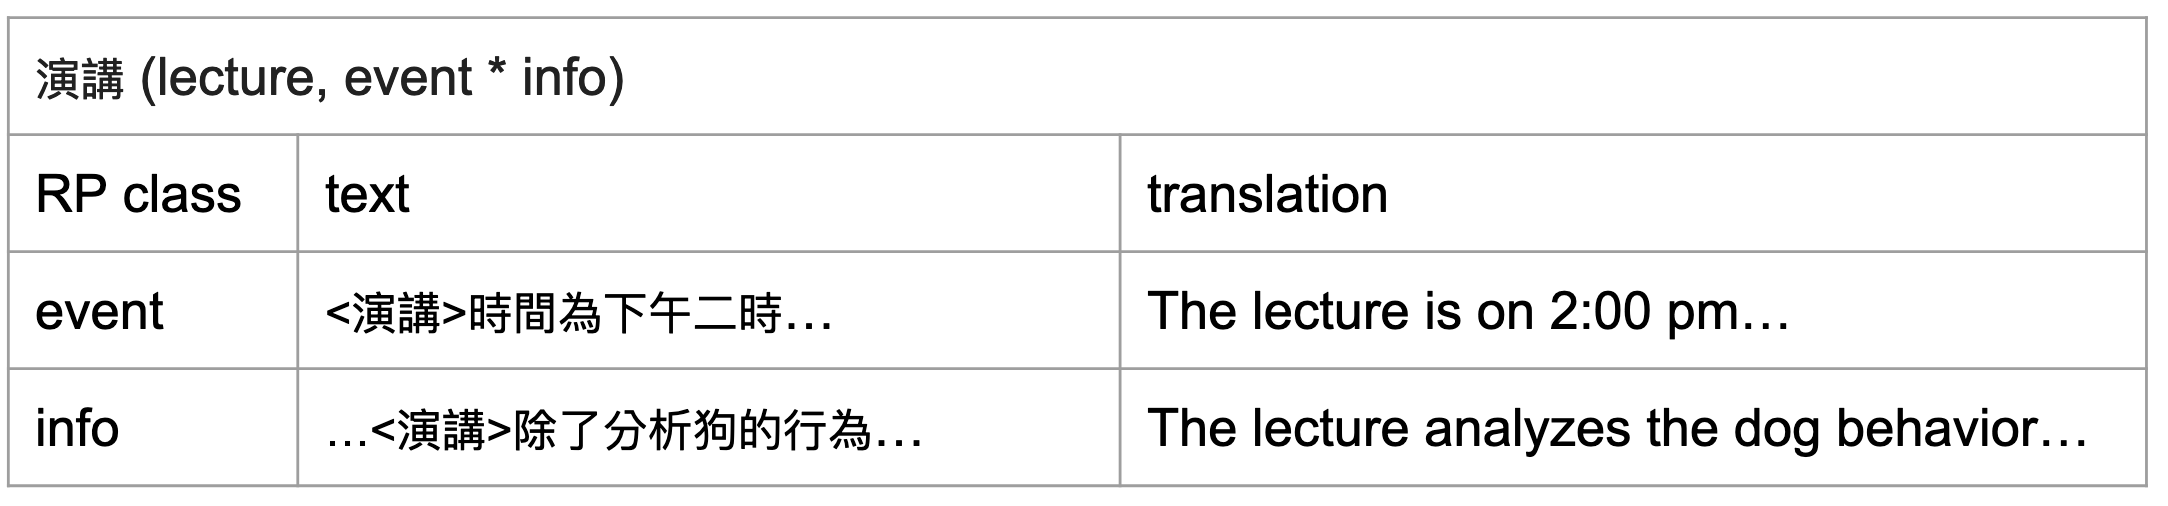 演講 (lecture, event * info)
RP class text translation
event <演講>時間為下午二時… The lecture is on 2:00 pm…
info …<演講>除了分析狗的行為… The lecture analyzes the dog behavior…